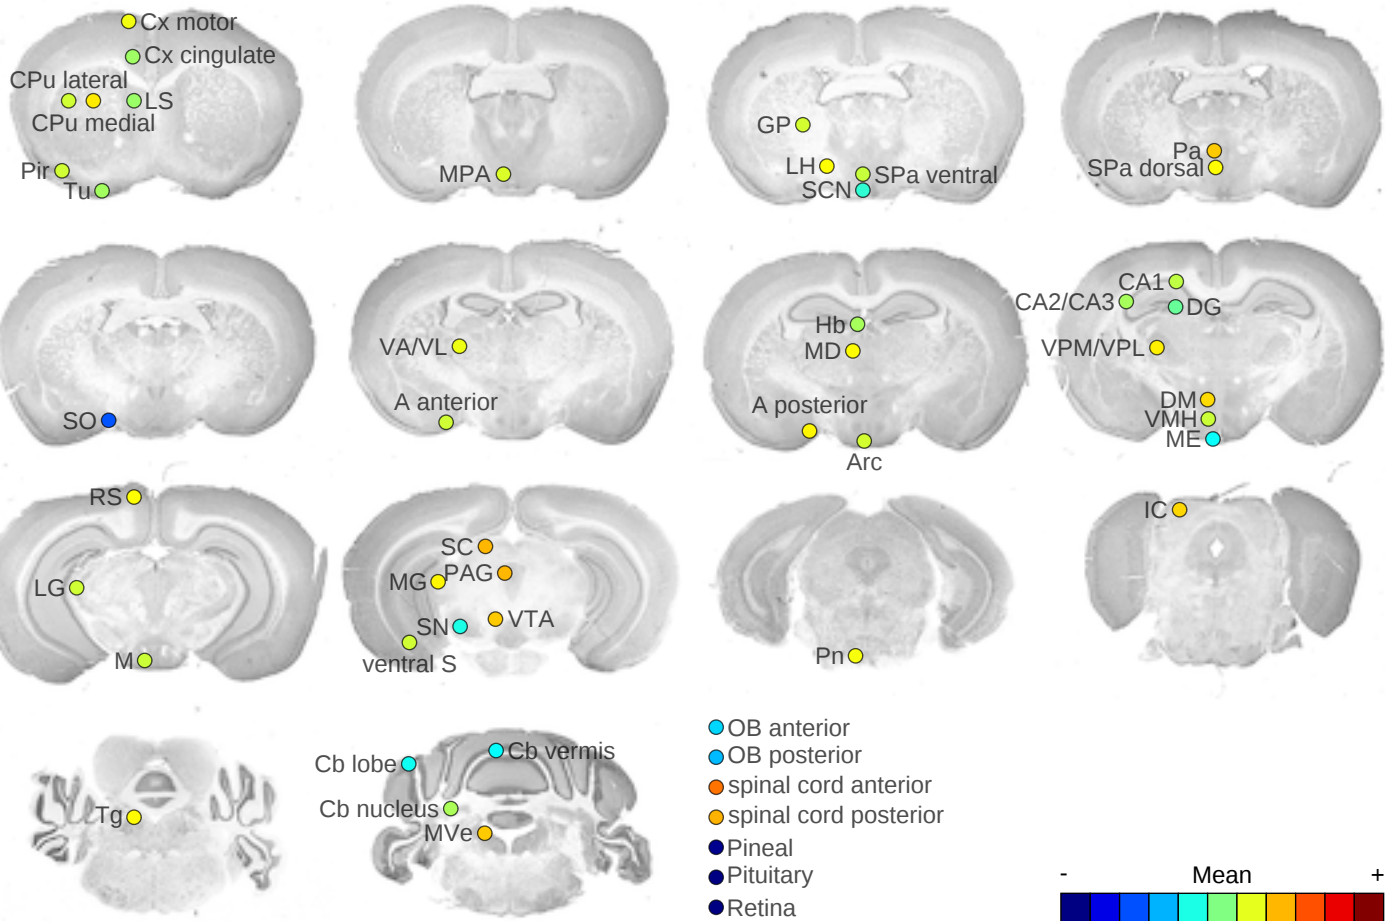 Cx motor
Cx cingulate
CPu lateral
LS
CPu medial
Pir
Tu
MPA
GP
LH
SPa ventral
SCN
Pa
SPa dorsal
SO
VA/VL
A anterior
Hb
MD
A posterior
Arc
CA1
CA2/CA3
DG
VPM/VPL
DM
VMH
ME
RS
LG
M
SC
PAG
MG
VTA
SN
ventral S
Pn
IC
Tg
Cb lobe
Cb vermis
Cb nucleus
MVe
OB anterior
OB posterior
spinal cord anterior
spinal cord posterior
Pineal
Pituitary
Retina
- Mean +